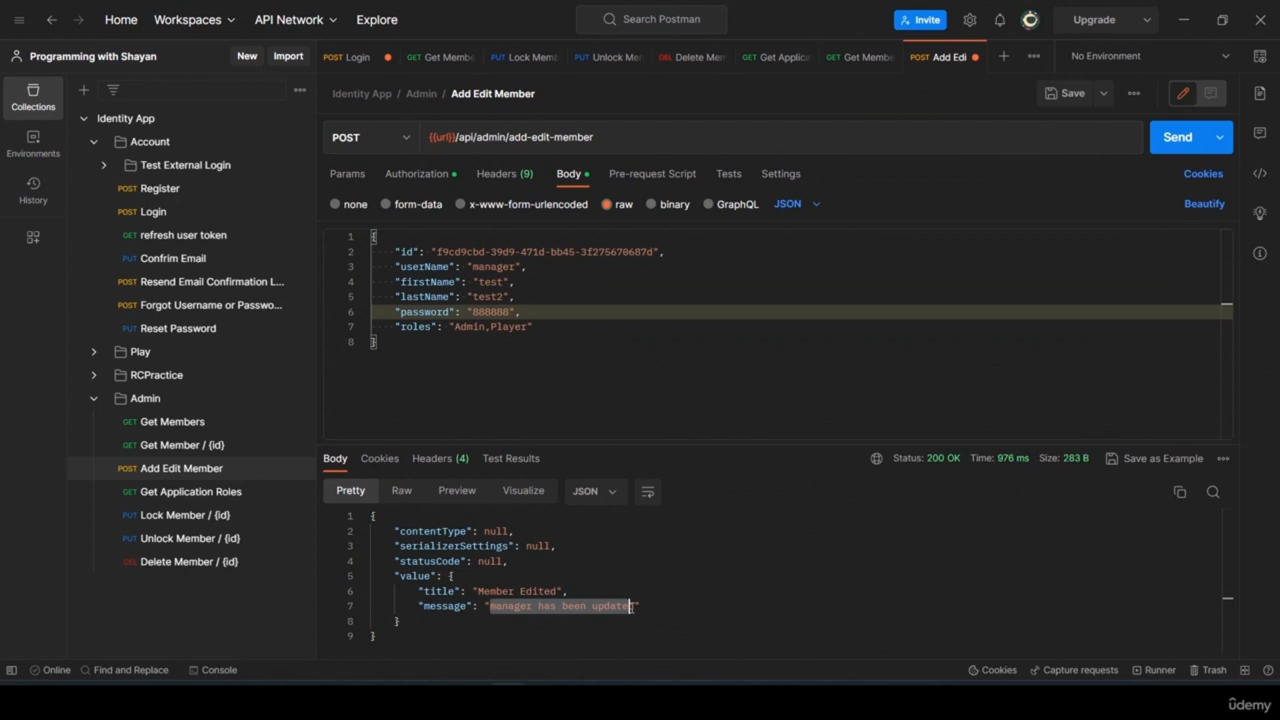 Home Workspaces API Network Explore Search Postman Invite Upgrade
Programming with Shayan New Import POST Login GET Get Membe PUT Lock Memb PUT Unlock Me DELETE Delete Mem GET Get Applic GET Get Membe POST Add Edi No Environment
Collections
Environments
History
Identity App
Account
Test External Login
POST Register
POST Login
POST refresh user token
PUT Confrim Email
POST Resend Email Confirmation L...
POST Forgot Username or Passwo...
PUT Reset Password
Play
RCPractice
Admin
GET Get Members
GET Get Member / {id}
POST Add Edit Member
GET Get Application Roles
PUT Lock Member / {id}
PUT Unlock Member / {id}
DEL Delete Member / {id}
Identity App / Admin / Add Edit Member Save
POST {{url}}/api/admin/add-edit-member Send
Params Authorization Headers (9) Body Pre-request Script Tests Settings Cookies
none form-data x-www-form-urlencoded raw binary GraphQL JSON Beautify
1 {
2 "id": "f9cd9cbd-39d9-471d-bb45-3f275670687d",
3 "userName": "manager",
4 "firstName": "test",
5 "lastName": "test2",
6 "password": "888888",
7 "roles": "Admin,Player"
8 }
Body Cookies Headers (4) Test Results Status: 200 OK Time: 976 ms Size: 283 B Save as Example
Pretty Raw Preview Visualize JSON
1 {
2 "contentType": null,
3 "serializerSettings": null,
4 "statusCode": null,
5 "value": {
6 "title": "Member Edited",
7 "message": "manager has been updated"
8 }
9 }
Online Find and Replace Console Cookies Capture requests Runner Trash
ûdemy